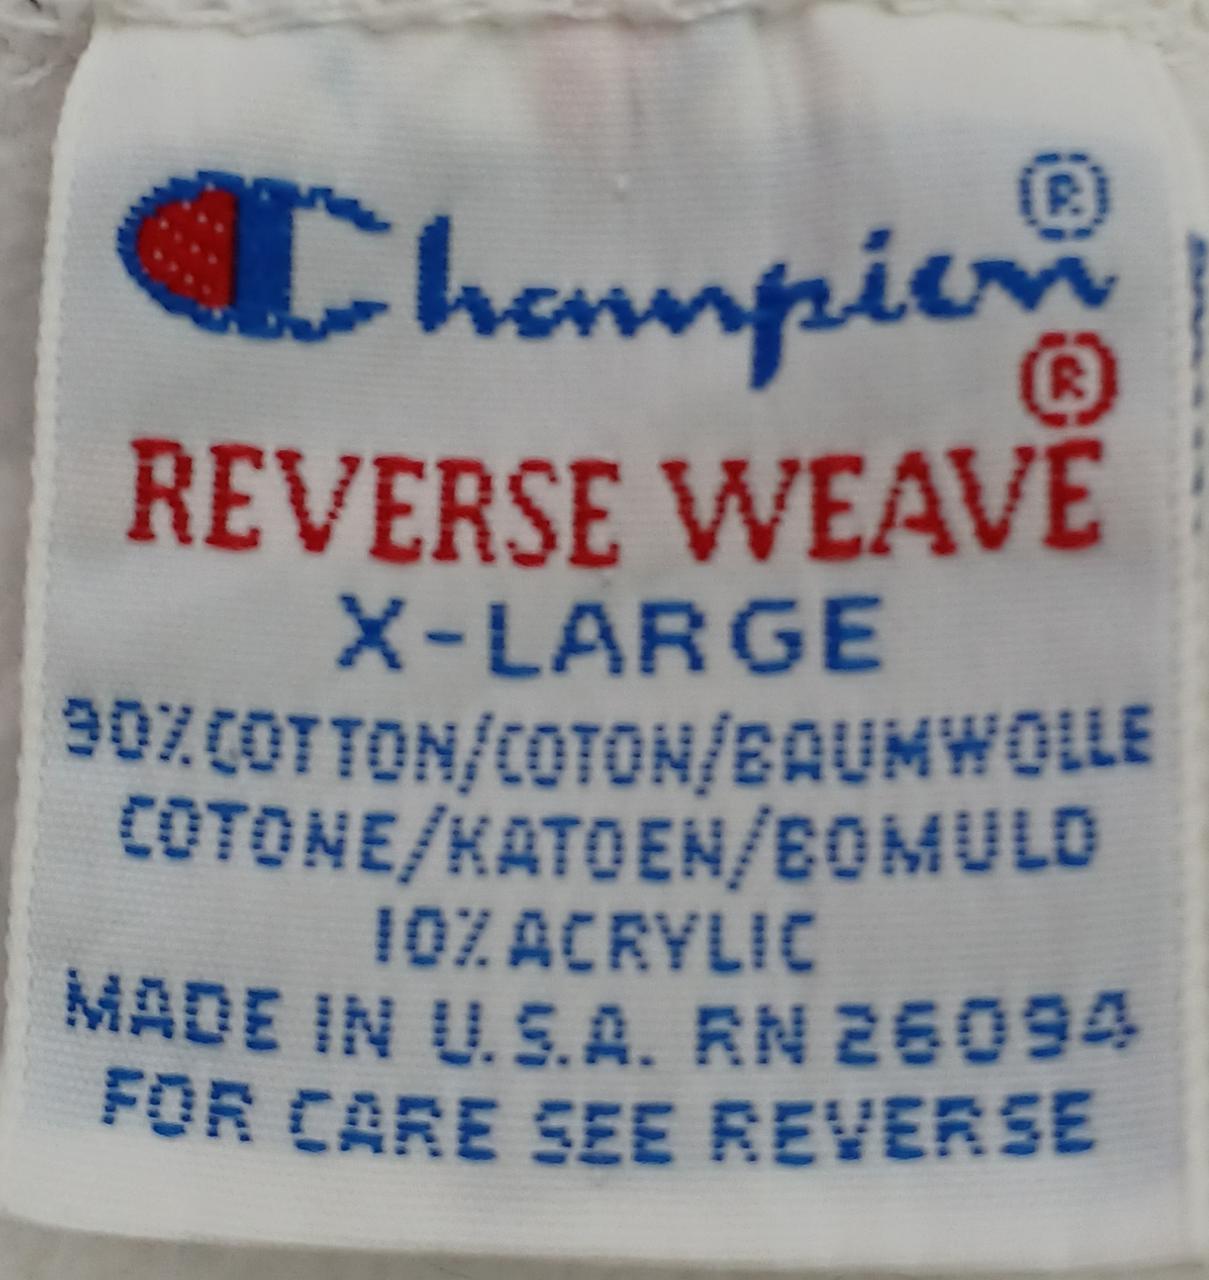 Champion®
®
REVERSE WEAVE
X-LARGE
90% COTTON/COTON/BAUMWOLLE
COTONE/KATOEN/BOMULD
10% ACRYLIC
MADE IN U.S.A. RN 26094
FOR CARE SEE REVERSE